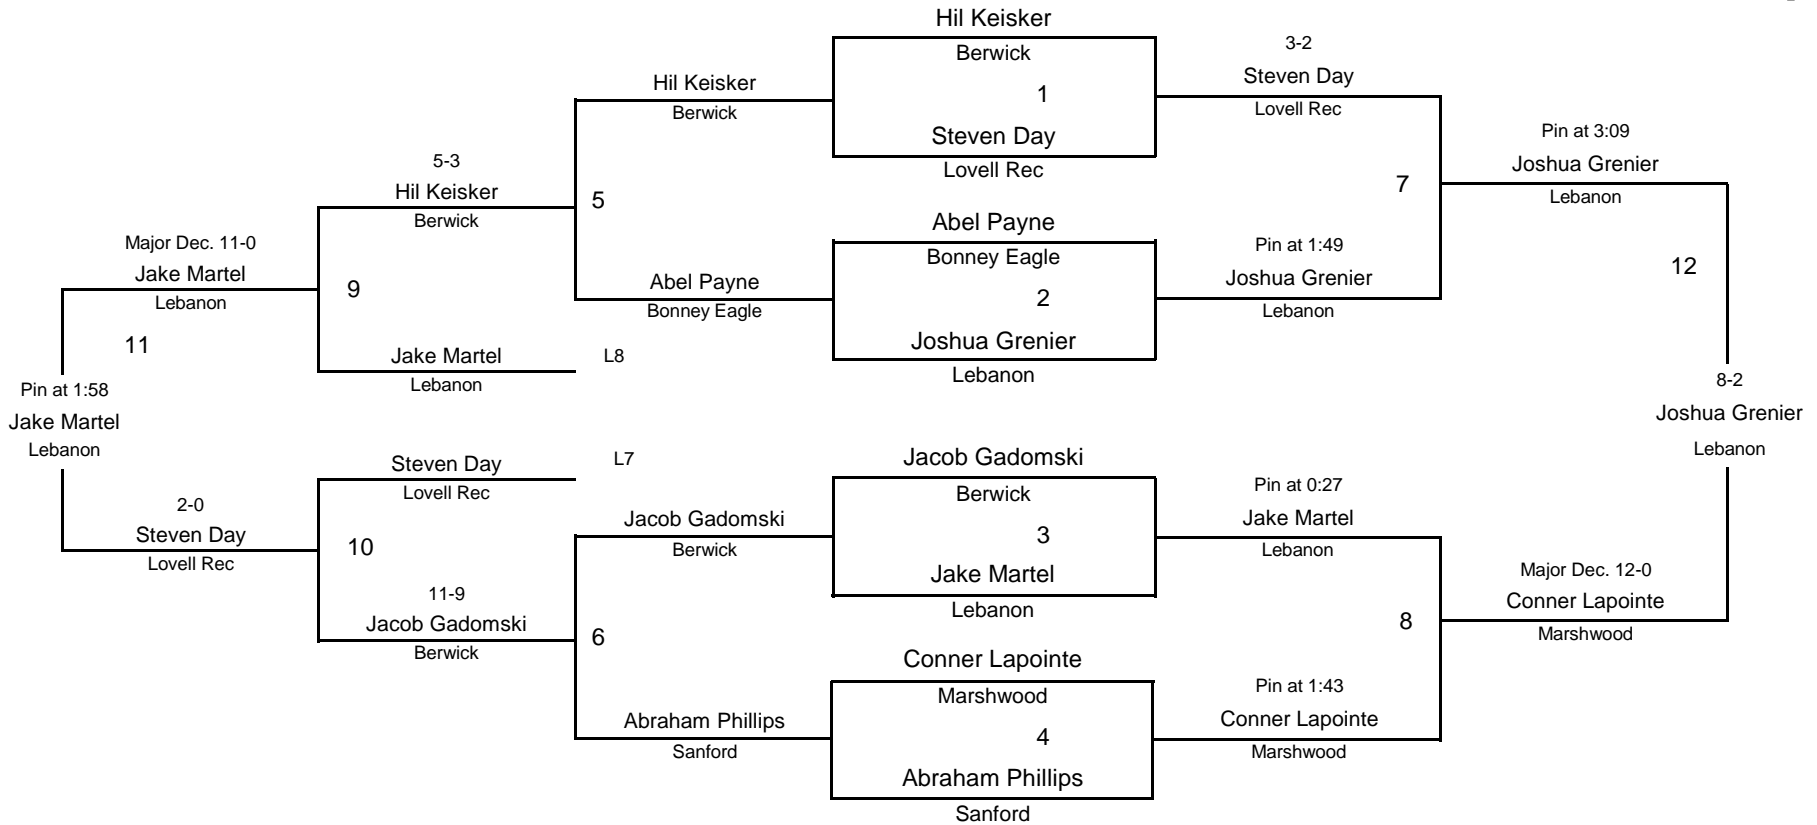 Hil Keisker
Berwick
1
Steven Day
Lovell Rec
Abel Payne
Bonney Eagle
2
Joshua Grenier
Lebanon
Jacob Gadomski
Berwick
3
Jake Martel
Lebanon
Conner Lapointe
Marshwood
4
Abraham Phillips
Sanford
3-2
Steven Day
Lovell Rec
7
Pin at 1:49
Joshua Grenier
Lebanon
Pin at 0:27
Jake Martel
Lebanon
8
Pin at 1:43
Conner Lapointe
Marshwood
Pin at 3:09
Joshua Grenier
Lebanon
12
Major Dec. 12-0
Conner Lapointe
Marshwood
8-2
Joshua Grenier
Lebanon
Hil Keisker
Berwick
5
Abel Payne
Bonney Eagle
Jacob Gadomski
Berwick
6
Abraham Phillips
Sanford
5-3
Hil Keisker
Berwick
9
Jake Martel
Lebanon
L8
Steven Day
Lovell Rec
L7
10
11-9
Jacob Gadomski
Berwick
Major Dec. 11-0
Jake Martel
Lebanon
11
2-0
Steven Day
Lovell Rec
Pin at 1:58
Jake Martel
Lebanon